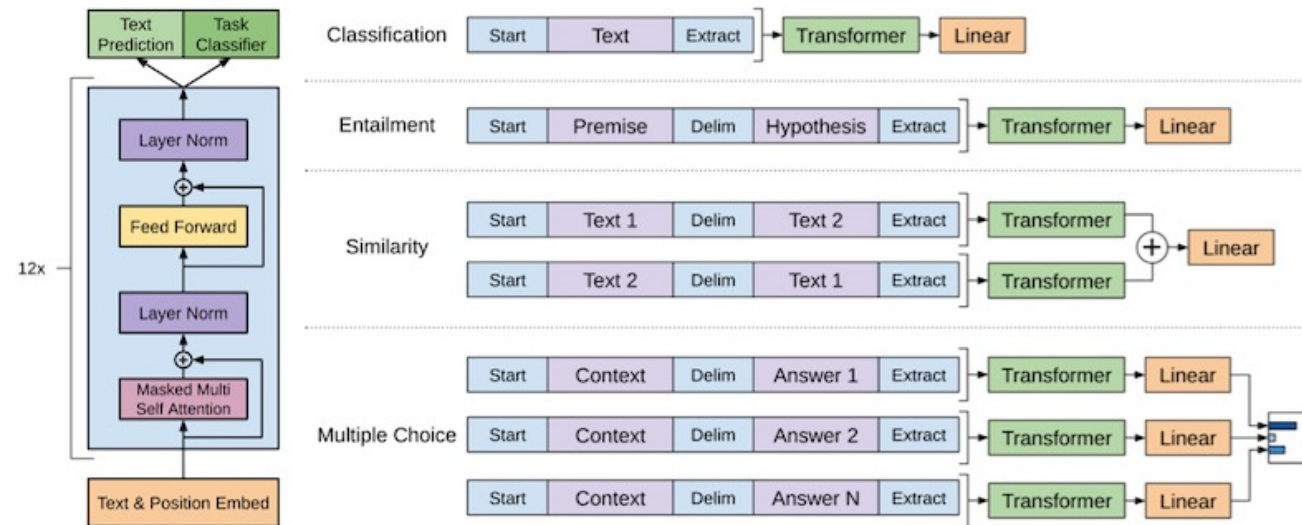 Text
Prediction
Task
Classifier
Layer Norm
Feed Forward
12x
Layer Norm
Masked Multi
Self Attention
Text & Position Embed
Classification
Start Text Extract Transformer Linear
Entailment
Start Premise Delim Hypothesis Extract Transformer Linear
Similarity
Start Text 1 Delim Text 2 Extract Transformer
Linear
Start Text 2 Delim Text 1 Extract Transformer
Multiple Choice
Start Context Delim Answer 1 Extract Transformer Linear
Start Context Delim Answer 2 Extract Transformer Linear
Start Context Delim Answer N Extract Transformer Linear